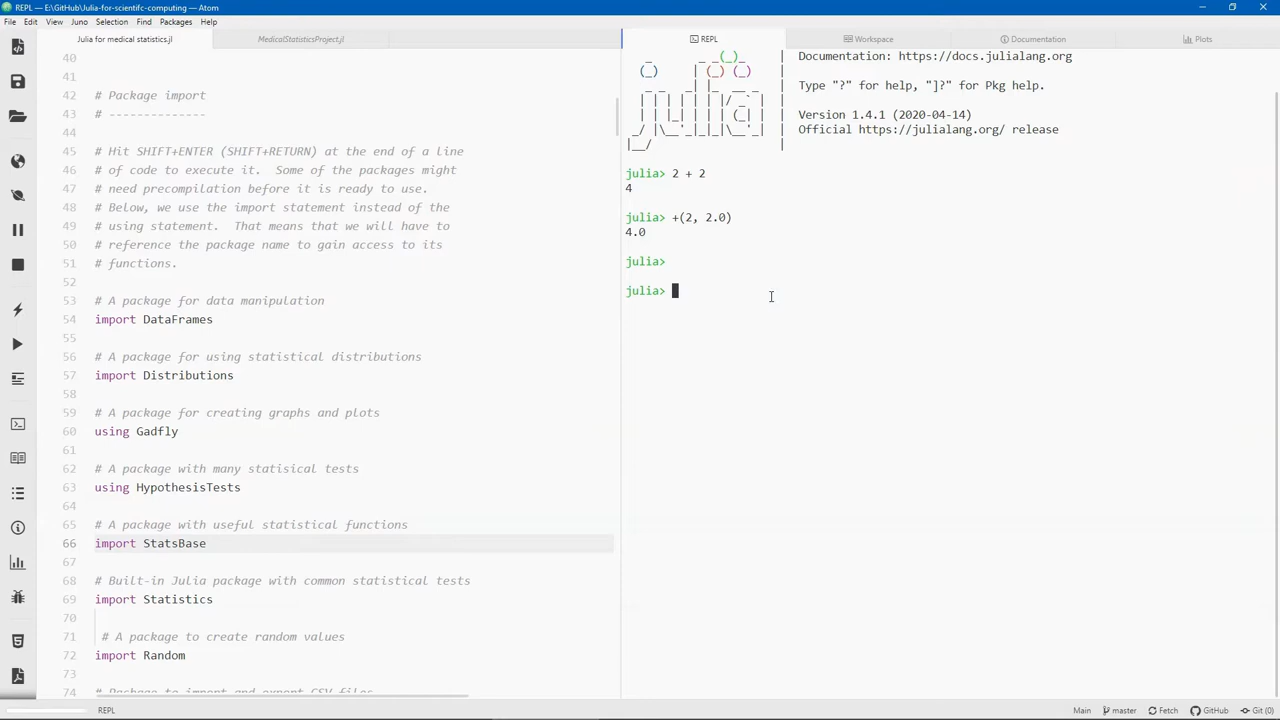 REPL — E:\GitHub\Julia-for-scientifc-computing — Atom
File Edit View Juno Selection Find Packages Help
Julia for medical statistics.jl
MedicalStatisticsProject.jl
40
41
42 # Package import
43 # --------------
44
45 # Hit SHIFT+ENTER (SHIFT+RETURN) at the end of a line
46 # of code to execute it.  Some of the packages might
47 # need precompilation before it is ready to use.
48 # Below, we use the import statement instead of the
49 # using statement.  That means that we will have to
50 # reference the package name to gain access to its
51 # functions.
52
53 # A package for data manipulation
54 import DataFrames
55
56 # A package for using statistical distributions
57 import Distributions
58
59 # A package for creating graphs and plots
60 using Gadfly
61
62 # A package with many statisical tests
63 using HypothesisTests
64
65 # A package with useful statistical functions
66 import StatsBase
67
68 # Built-in Julia package with common statistical tests
69 import Statistics
70
71 # A package to create random values
72 import Random
73
74 # Package to import and export CSV files
REPL
Workspace
Documentation
Plots
Documentation: https://docs.julialang.org
Type "?" for help, "]?" for Pkg help.
Version 1.4.1 (2020-04-14)
Official https://julialang.org/ release
julia> 2 + 2
4
julia> +(2, 2.0)
4.0
julia>
julia>
REPL
Main master Fetch GitHub Git (0)